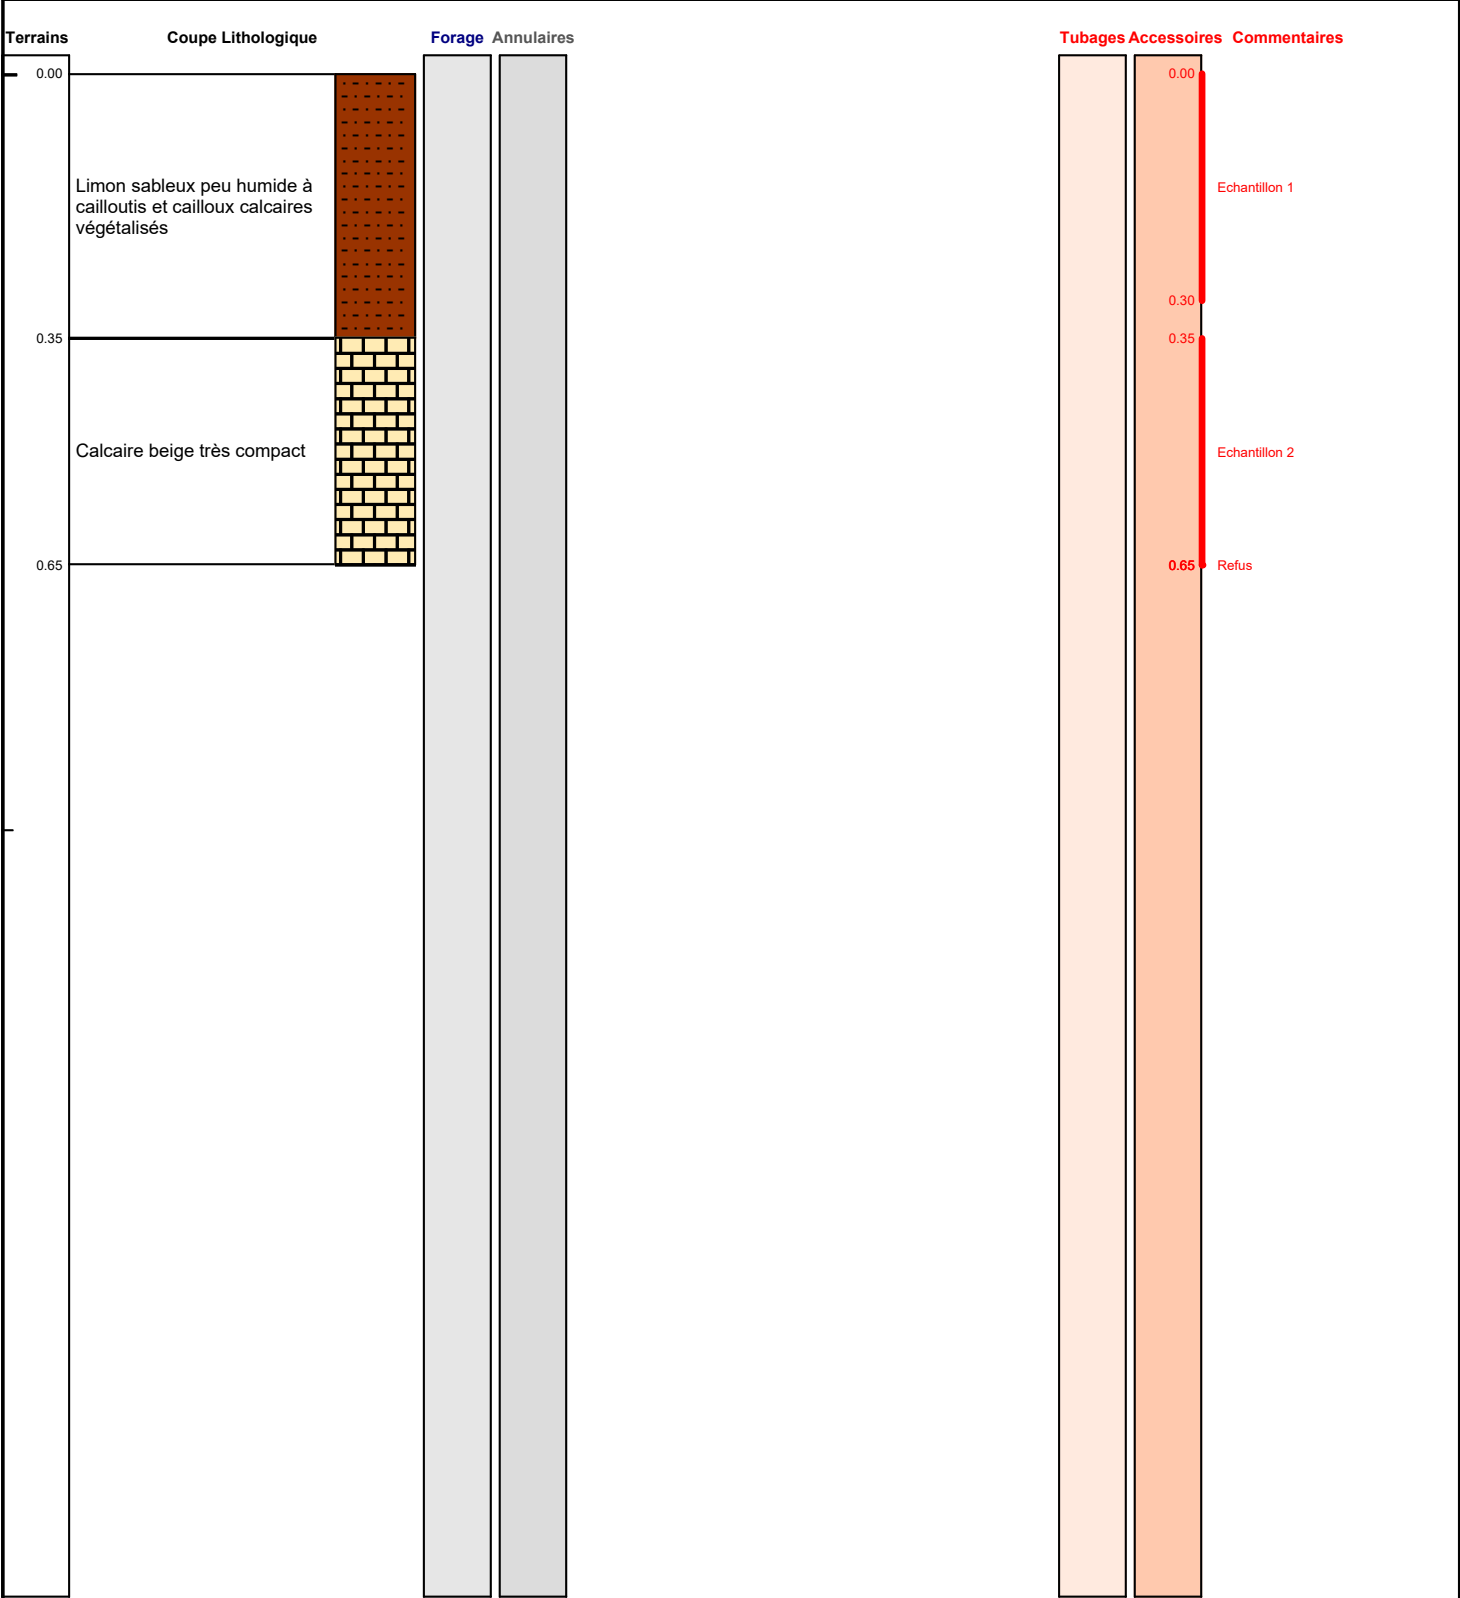 Terrains Coupe Lithologique Forage Annulaires Tubages Accessoires Commentaires
0.00 0.00
Limon sableux peu humide à
cailloutis et cailloux calcaires
végétalisés
Echantillon 1
0.30
0.35 0.35
Calcaire beige très compact Echantillon 2
0.65 0.65 Refus